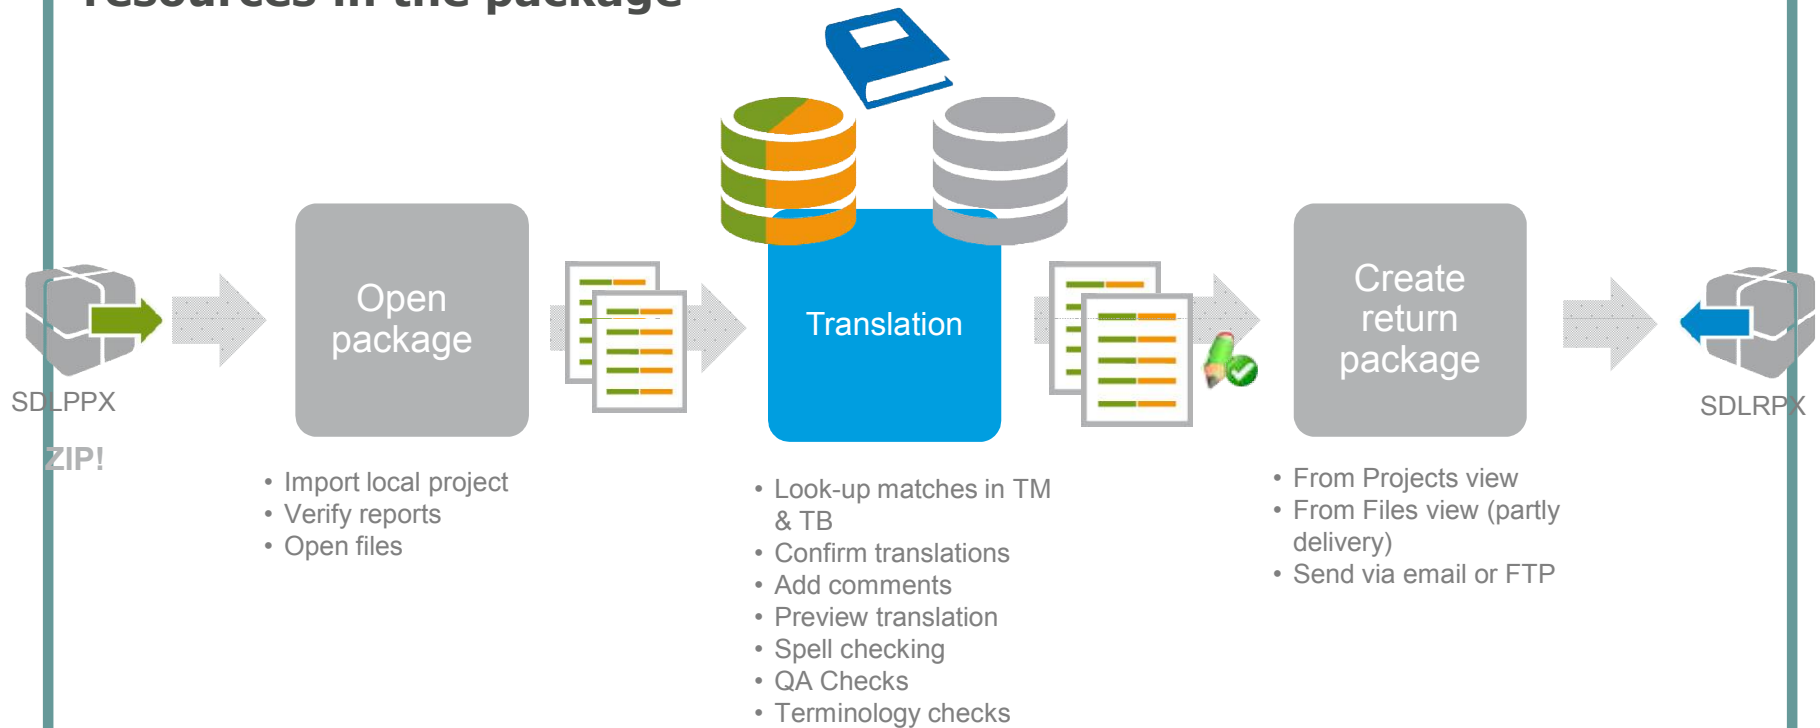 resources in the package
Open
package
Translation
Create
return
package
SDLPPX
SDLRPX
ZIP!
• Import local project
• Verify reports
• Open files
• Look-up matches in TM
& TB
• Confirm translations
• Add comments
• Preview translation
• Spell checking
• QA Checks
• Terminology checks
• From Projects view
• From Files view (partly
delivery)
• Send via email or FTP